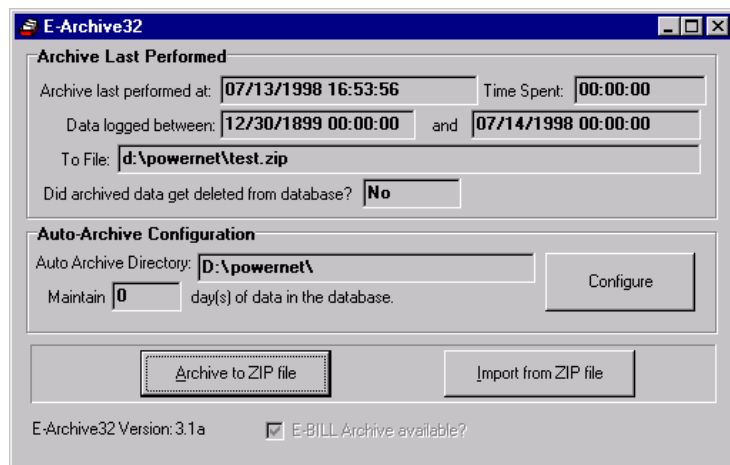 E-Archive32
Archive Last Performed
Archive last performed at: 07/13/1998 16:53:56 Time Spent: 00:00:00
Data logged between: 12/30/1899 00:00:00 and 07/14/1998 00:00:00
To File: d:\powernet\test.zip
Did archived data get deleted from database? No
Auto-Archive Configuration
Auto Archive Directory: D:\powernet\
Maintain 0 day(s) of data in the database.
Configure
Archive to ZIP file Import from ZIP file
E-Archive32 Version: 3.1a E-BILL Archive available?